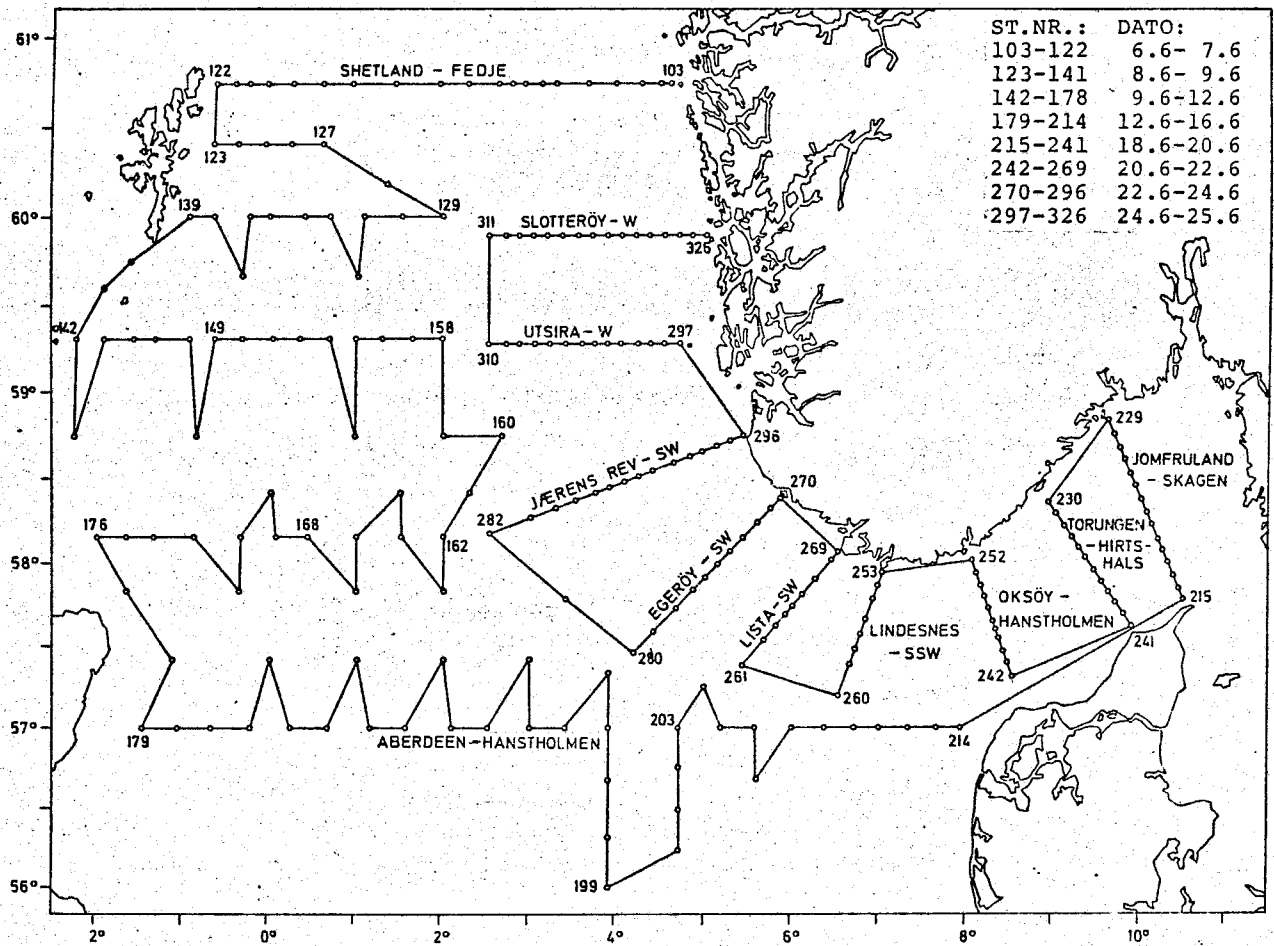 ST.NR.: DATO:
103-122 6.6- 7.6
123-141 8.6- 9.6
142-178 9.6-12.6
179-214 12.6-16.6
215-241 18.6-20.6
242-269 20.6-22.6
270-296 22.6-24.6
297-326 24.6-25.6
61°
122 SHETLAND - FEDJE 103
123 127
60° 139 129
311 SLOTTERÖY - W 326
142 149 158
310 UTSIRA - W 297
59°
160 296 229
JÆRENS REV - SW
JOMFRULAND
- SKAGEN
270 230
176 168 162 282
TORUNGEN
- HIRTS-
HALS
58° 269 253 252
EGERÖY - SW
LISTA - SW
OKSÖY -
HANSTHOLMEN
215
LINDESNES
- SSW
241
280 261 260 242
57° 179 203 214
ABERDEEN - HANSTHOLMEN
56° 199
2° 0° 2° 4° 6° 8° 10°